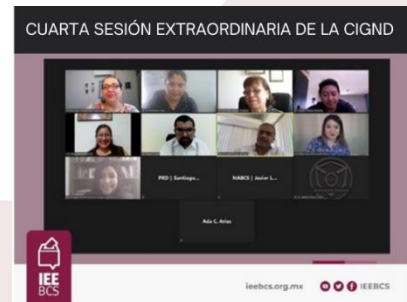 CUARTA SESIÓN EXTRAORDINARIA DE LA CIGND
PRD | Santiago...
NABCS | Javier L...
Ada C. Arias
IEE
BCS
ieebcs.org.mx
IEEBCS